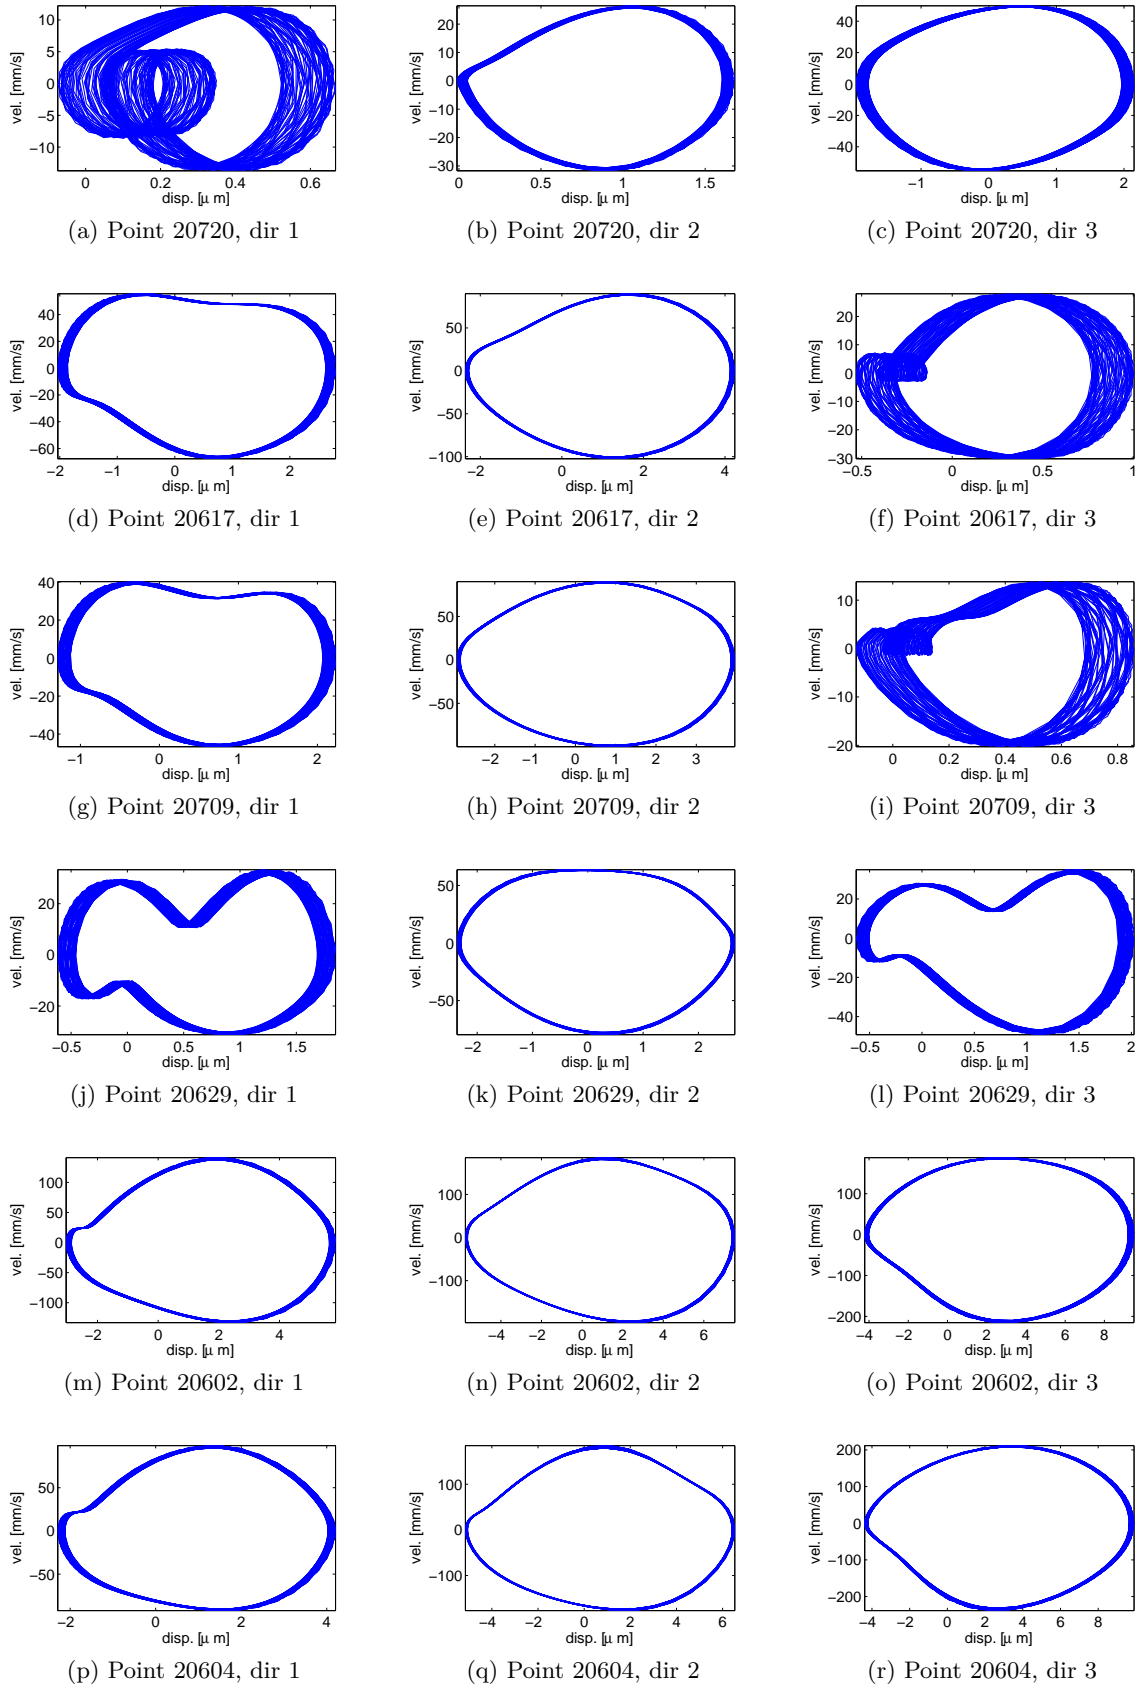 10
5
0
−5
−10
vel. [mm/s]
0 0.2 0.4 0.6
disp. [μ m]
(a) Point 20720, dir 1
20
10
0
−10
−20
−30
vel. [mm/s]
0 0.5 1 1.5
disp. [μ m]
(b) Point 20720, dir 2
40
20
0
−20
−40
vel. [mm/s]
−1 0 1 2
disp. [μ m]
(c) Point 20720, dir 3
40
20
0
−20
−40
−60
vel. [mm/s]
−2 −1 0 1 2
disp. [μ m]
(d) Point 20617, dir 1
50
0
−50
−100
vel. [mm/s]
−2 0 2 4
disp. [μ m]
(e) Point 20617, dir 2
20
10
0
−10
−20
−30
vel. [mm/s]
−0.5 0 0.5 1
disp. [μ m]
(f) Point 20617, dir 3
40
20
0
−20
−40
vel. [mm/s]
−1 0 1 2
disp. [μ m]
(g) Point 20709, dir 1
50
0
−50
vel. [mm/s]
−2 −1 0 1 2 3
disp. [μ m]
(h) Point 20709, dir 2
10
0
−10
−20
vel. [mm/s]
0 0.2 0.4 0.6 0.8
disp. [μ m]
(i) Point 20709, dir 3
20
0
−20
vel. [mm/s]
−0.5 0 0.5 1 1.5
disp. [μ m]
(j) Point 20629, dir 1
50
0
−50
vel. [mm/s]
−2 −1 0 1 2
disp. [μ m]
(k) Point 20629, dir 2
20
0
−20
−40
vel. [mm/s]
−0.5 0 0.5 1 1.5 2
disp. [μ m]
(l) Point 20629, dir 3
100
50
0
−50
−100
vel. [mm/s]
−2 0 2 4
disp. [μ m]
(m) Point 20602, dir 1
100
0
−100
vel. [mm/s]
−4 −2 0 2 4 6
disp. [μ m]
(n) Point 20602, dir 2
100
0
−100
−200
vel. [mm/s]
−4 −2 0 2 4 6 8
disp. [μ m]
(o) Point 20602, dir 3
50
0
−50
vel. [mm/s]
−2 0 2 4
disp. [μ m]
(p) Point 20604, dir 1
100
0
−100
vel. [mm/s]
−4 −2 0 2 4 6
disp. [μ m]
(q) Point 20604, dir 2
200
100
0
−100
−200
vel. [mm/s]
−4 −2 0 2 4 6 8
disp. [μ m]
(r) Point 20604, dir 3